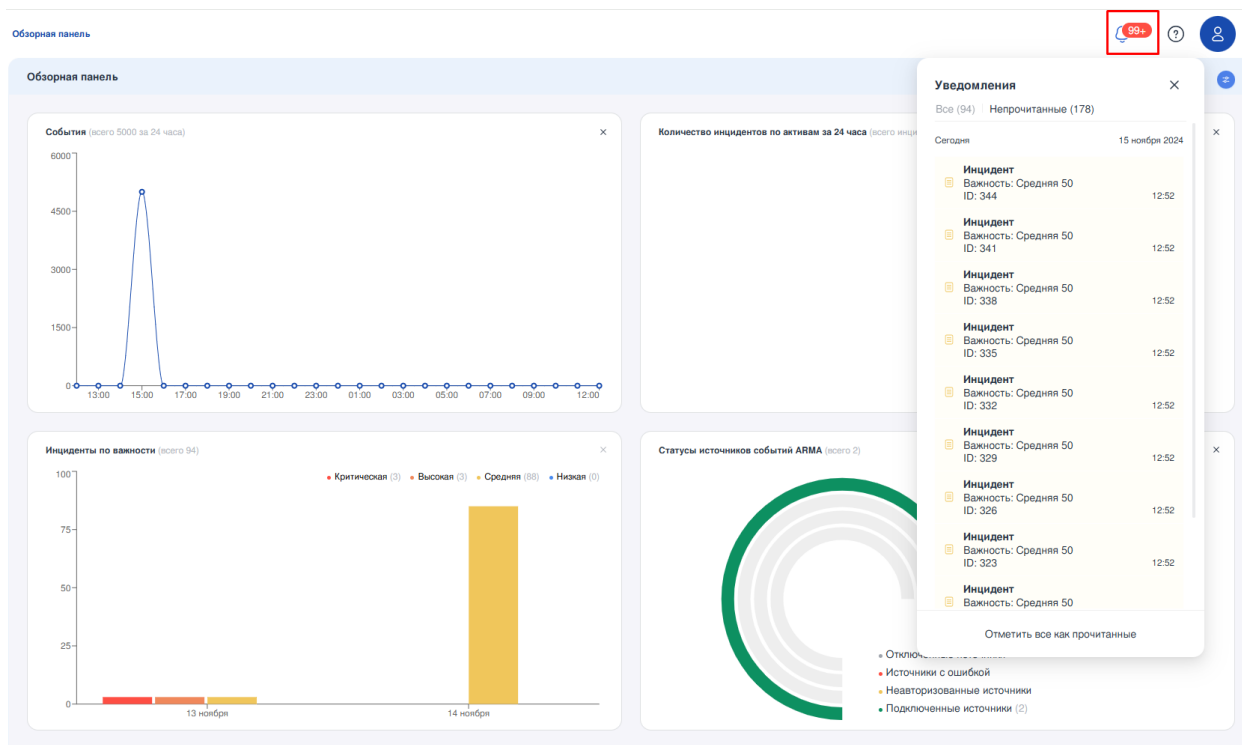 Обзорная панель
99+
?
Обзорная панель
События (всего 5000 за 24 часа)
6000
4500
3000
1500
0
13:00 15:00 17:00 19:00 21:00 23:00 01:00 03:00 05:00 07:00 09:00 12:00
Количество инцидентов по активам за 24 часа (всего
Инциденты по важности (всего 94)
Критическая (3) Высокая (3) Средняя (88) Низкая (0)
100
75
50
25
0
13 ноября 14 ноября
Статусы источников событий ARMA (всего 2)
Источники с ошибкой
Неавторизованные источники
Подключенные источники (2)
Уведомления
Все (94) Непрочитанные (178)
Сегодня 15 ноября 2024
Инцидент
Важность: Средняя 50
ID: 344 12:52
Инцидент
Важность: Средняя 50
ID: 341 12:52
Инцидент
Важность: Средняя 50
ID: 338 12:52
Инцидент
Важность: Средняя 50
ID: 335 12:52
Инцидент
Важность: Средняя 50
ID: 332 12:52
Инцидент
Важность: Средняя 50
ID: 329 12:52
Инцидент
Важность: Средняя 50
ID: 326 12:52
Инцидент
Важность: Средняя 50
ID: 323 12:52
Инцидент
Важность: Средняя 50
Отметить все как прочитанные